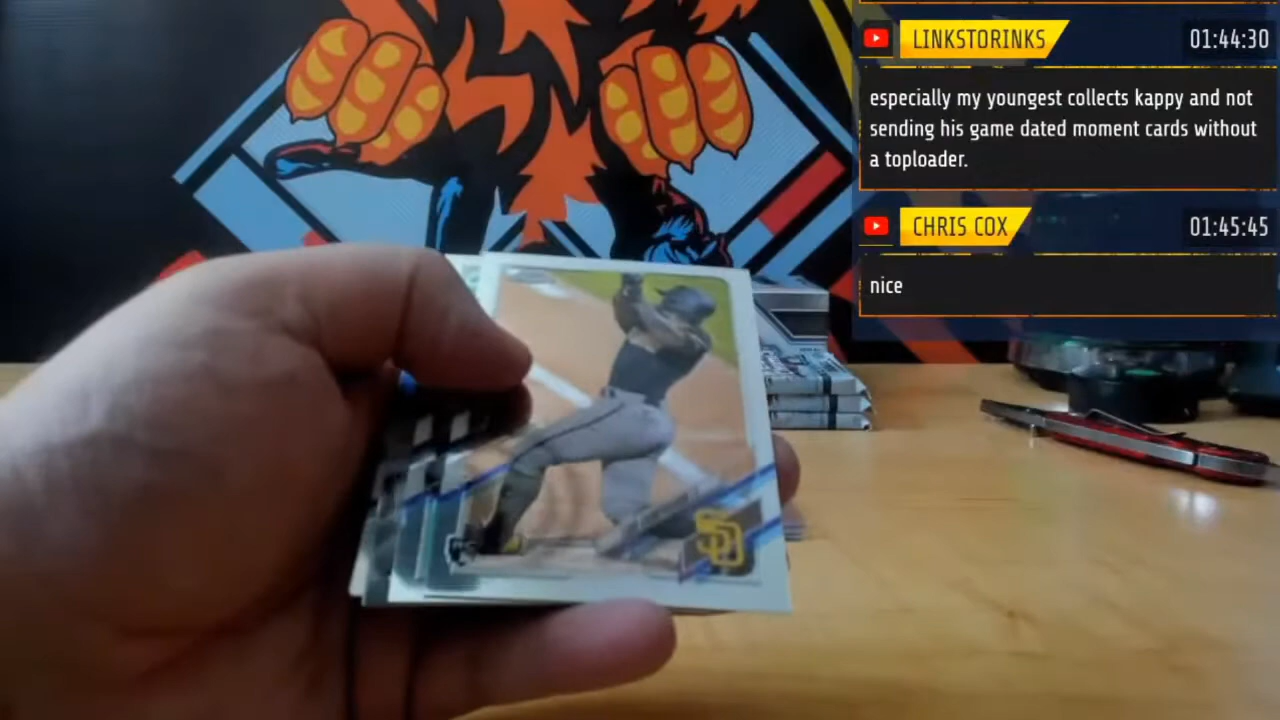 LINKSTORINKS
01:44:30
especially my youngest collects kappy and not
sending his game dated moment cards without
a toploader.
CHRIS COX
01:45:45
nice
SD